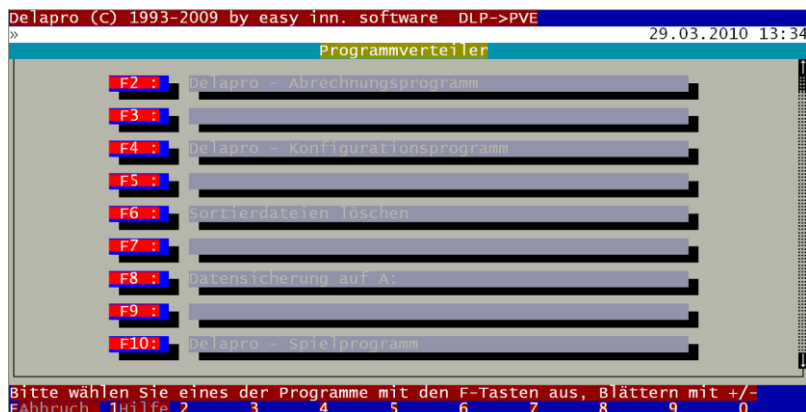 Delapro (C) 1993-2009 by easy inn. software DLP->PVE
» 29.03.2010 13:34
Programmverteiler
F2 : Delapro - Abrechnungsprogramm
F3 :
F4 : Delapro - Konfigurationsprogramm
F5 :
F6 : Sortierdateien löschen
F7 :
F8 : Datensicherung auf A:
F9 :
F10: Delapro - Spielprogramm
Bitte wählen Sie eines der Programme mit den F-Tasten aus, Blättern mit +/-
EAbbruch 1Hilfe 2 3 4 5 6 7 8 9 0